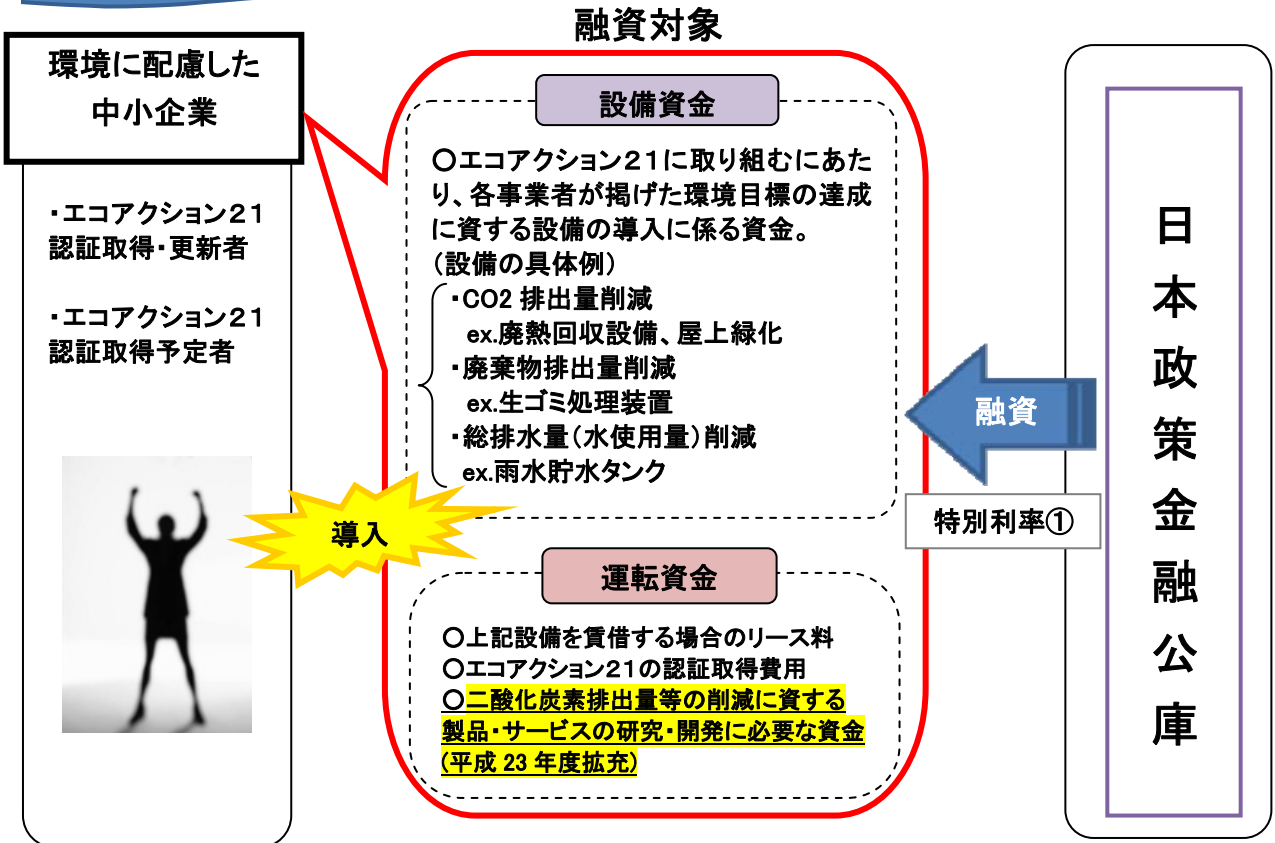 融資対象
環境に配慮した
中小企業
・エコアクション21
認証取得・更新者
・エコアクション21
認証取得予定者
導入
設備資金
○エコアクション21に取り組むにあた
り、各事業者が掲げた環境目標の達成
に資する設備の導入に係る資金。
(設備の具体例)
・CO2 排出量削減
ex.廃熱回収設備、屋上緑化
・廃棄物排出量削減
ex.生ゴミ処理装置
・総排水量(水使用量)削減
ex.雨水貯水タンク
運転資金
○上記設備を賃借する場合のリース料
○エコアクション21の認証取得費用
○二酸化炭素排出量等の削減に資する
製品・サービスの研究・開発に必要な資金
(平成 23 年度拡充)
融資
特別利率①
日本政策金融公庫